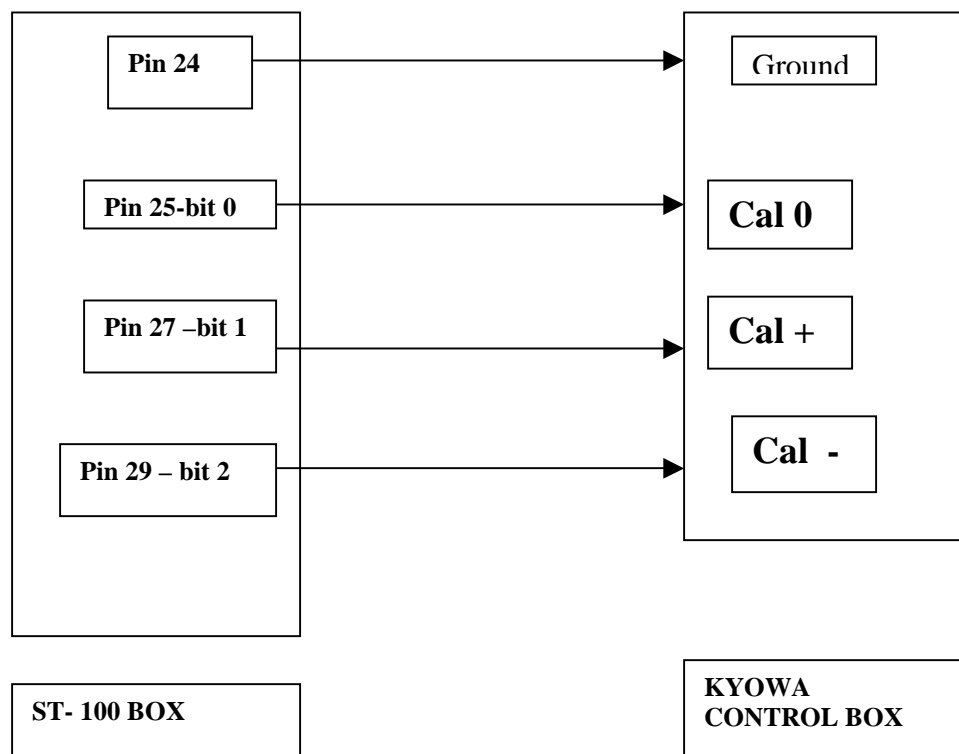 Pin 24
Ground
Pin 25-bit 0
Cal 0
Pin 27 –bit 1
Cal +
Pin 29 – bit 2
Cal -
ST- 100 BOX
KYOWA
CONTROL BOX